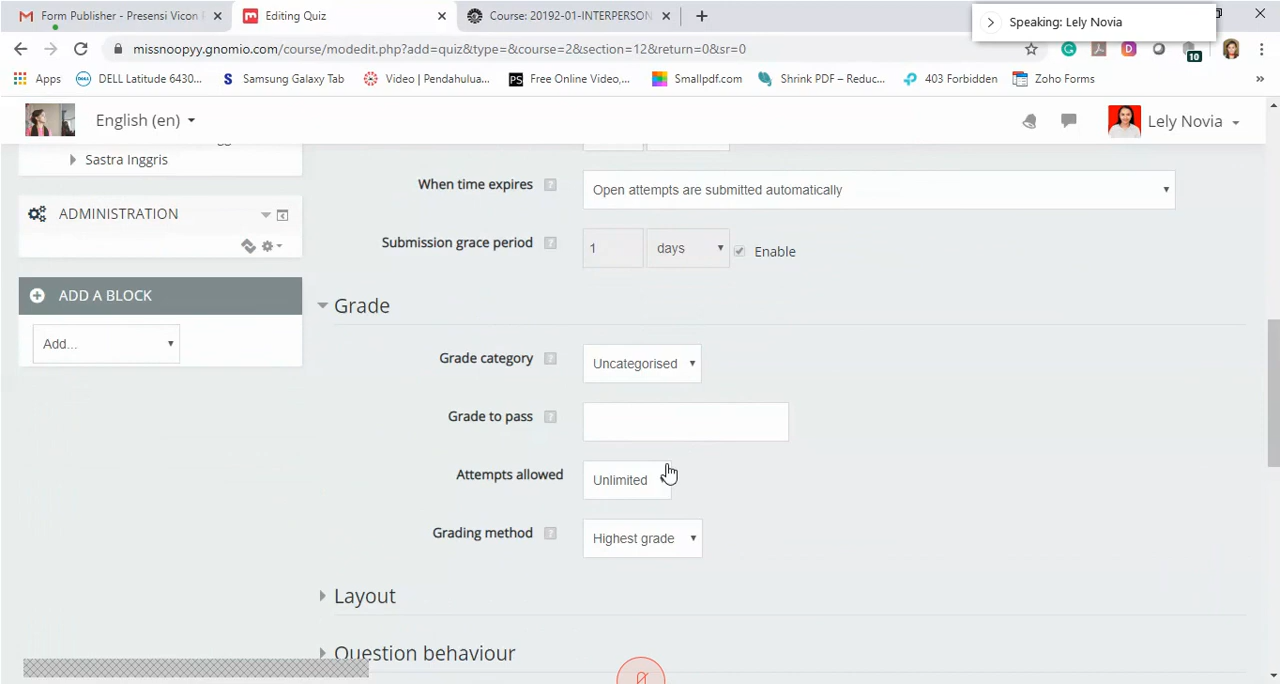 Form Publisher - Presensi Vicon
Editing Quiz
Course: 20192-01-INTERPERSON
Speaking: Lely Novia
missnoopyy.gnomio.com/course/modedit.php?add=quiz&type=&course=2&section=12&return=0&sr=0
10
Apps
DELL Latitude 6430...
Samsung Galaxy Tab
Video | Pendahulua...
Free Online Video,...
Smallpdf.com
Shrink PDF – Reduc...
403 Forbidden
Zoho Forms
English (en)
Lely Novia
Sastra Inggris
When time expires
Open attempts are submitted automatically
ADMINISTRATION
Submission grace period
1
days
Enable
ADD A BLOCK
Grade
Add...
Grade category
Uncategorised
Grade to pass
Attempts allowed
Unlimited
Grading method
Highest grade
Layout
Question behaviour